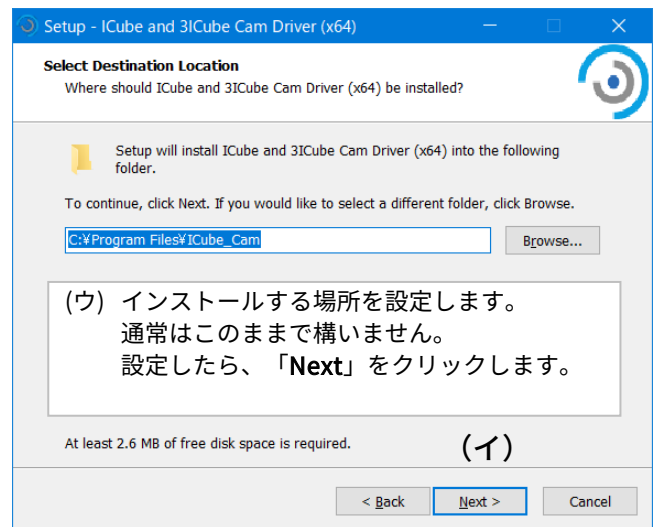 Setup - ICube and 3ICube Cam Driver (x64)
Select Destination Location
Where should ICube and 3ICube Cam Driver (x64) be installed?
Setup will install ICube and 3ICube Cam Driver (x64) into the following
folder.
To continue, click Next. If you would like to select a different folder, click Browse.
C:¥Program Files¥ICube_Cam
Browse...
(ウ) インストールする場所を設定します。
通常はこのままで構いません。
設定したら、「Next」をクリックします。
At least 2.6 MB of free disk space is required.
(イ)
< Back
Next >
Cancel